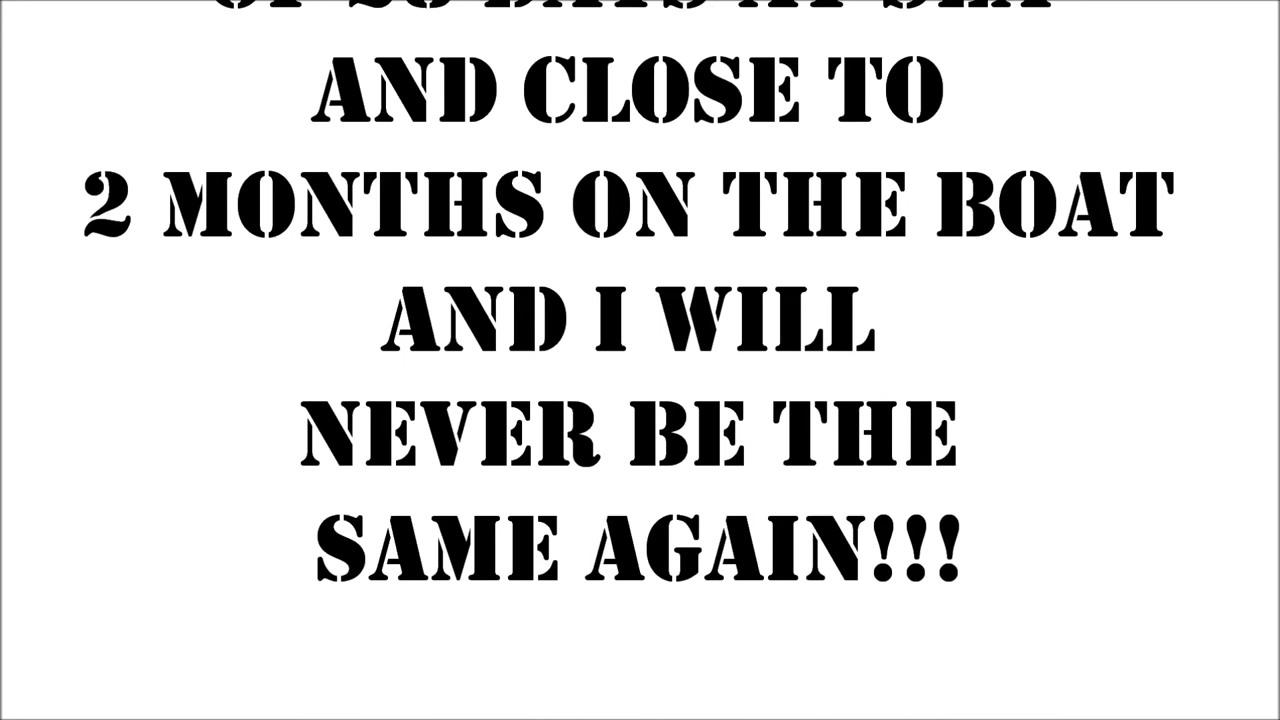 AND CLOSE TO
2 MONTHS ON THE BOAT
AND I WILL
NEVER BE THE
SAME AGAIN!!!